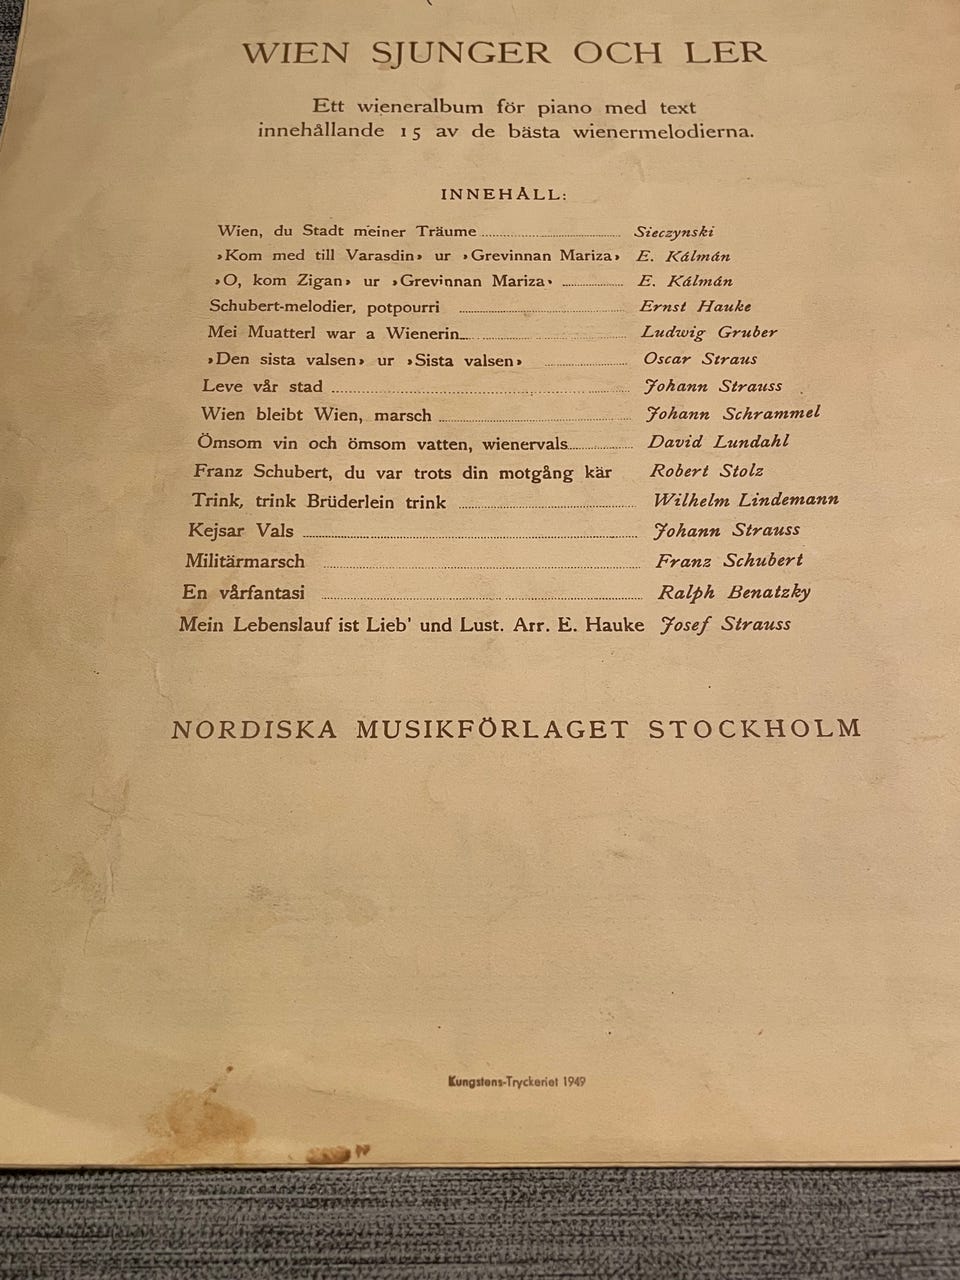 WIEN SJUNGER OCH LER
Ett wieneralbum för piano med text
innehållande 15 av de bästa wienermelodierna.
INNEHÅLL:
Wien, du Stadt meiner Träume Sieczynski
»Kom med till Varasdin» ur »Grevinnan Mariza» E. Kálmán
»O, kom Zigan» ur »Grevinnan Mariza» E. Kálmán
Schubert-melodier, potpourri Ernst Hauke
Mei Muatterl war a Wienerin Ludwig Gruber
»Den sista valsen» ur »Sista valsen» Oscar Straus
Leve vår stad Johann Strauss
Wien bleibt Wien, marsch Johann Schrammel
Ömsom vin och ömsom vatten, wienervals David Lundahl
Franz Schubert, du var trots din motgång kär Robert Stolz
Trink, trink Brüderlein trink Wilhelm Lindemann
Kejsar Vals Johann Strauss
Militärmarsch Franz Schubert
En vårfantasi Ralph Benatzky
Mein Lebenslauf ist Lieb' und Lust. Arr. E. Hauke Josef Strauss
NORDISKA MUSIKFÖRLAGET STOCKHOLM
Kungstens-Tryckeriet 1949